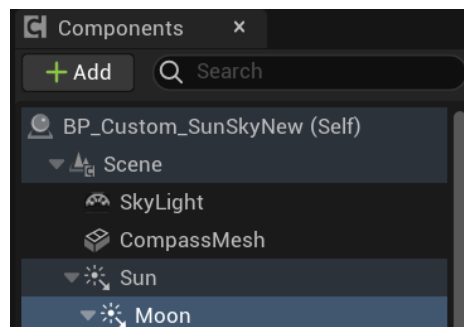 Components
Add
Search
BP_Custom_SunSkyNew (Self)
Scene
SkyLight
CompassMesh
Sun
Moon